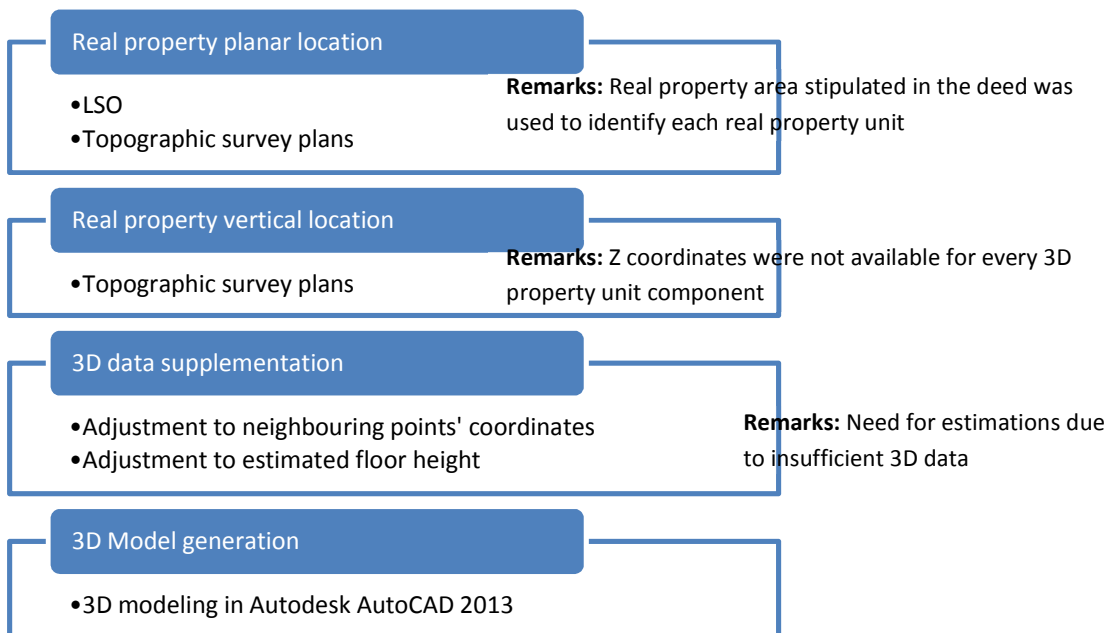 Real property planar location
•LSO
•Topographic survey plans
Remarks: Real property area stipulated in the deed was
used to identify each real property unit
Real property vertical location
•Topographic survey plans
Remarks: Z coordinates were not available for every 3D
property unit component
3D data supplementation
•Adjustment to neighbouring points' coordinates
•Adjustment to estimated floor height
Remarks: Need for estimations due
to insufficient 3D data
3D Model generation
•3D modeling in Autodesk AutoCAD 2013